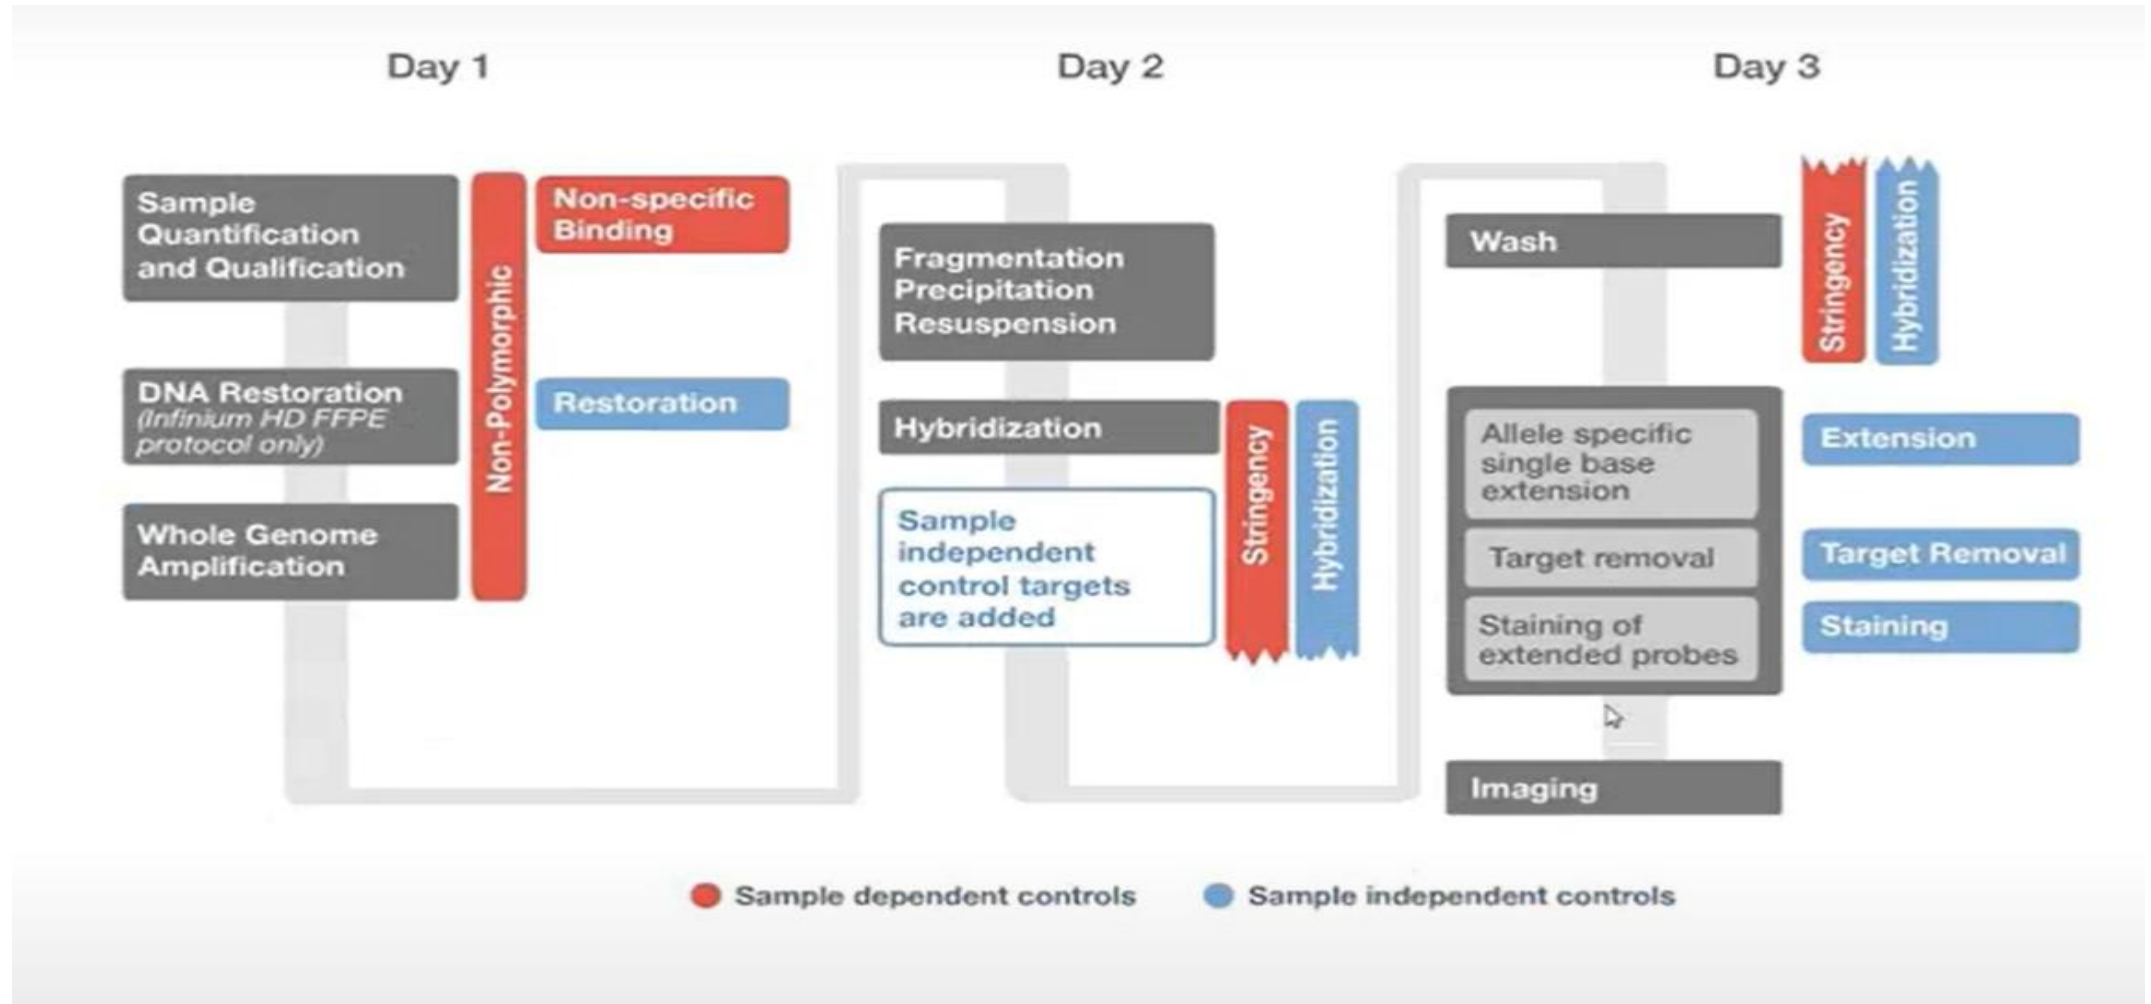 Day 1
Day 2
Day 3
Sample
Quantification
and Qualification
Non-Polymorphic
Non-specific
Binding
DNA Restoration
(Infinium HD FFPE
protocol only)
Restoration
Whole Genome
Amplification
Fragmentation
Precipitation
Resuspension
Hybridization
Sample
independent
control targets
are added
Stringency
Hybridization
Wash
Stringency
Hybridization
Allele specific
single base
extension
Extension
Target removal
Target Removal
Staining of
extended probes
Staining
Imaging
Sample dependent controls
Sample independent controls